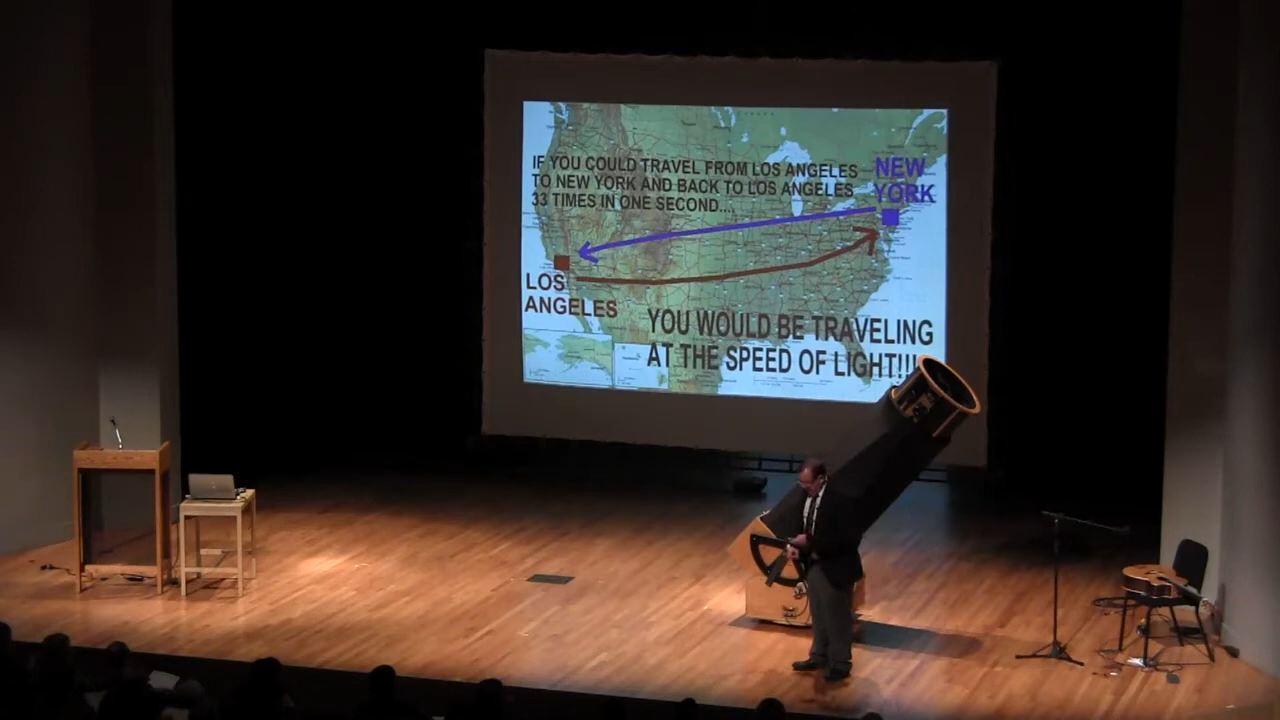 IF YOU COULD TRAVEL FROM LOS ANGELES
TO NEW YORK AND BACK TO LOS ANGELES
33 TIMES IN ONE SECOND....
NEW
YORK
LOS
ANGELES
YOU WOULD BE TRAVELING
AT THE SPEED OF LIGHT!!!